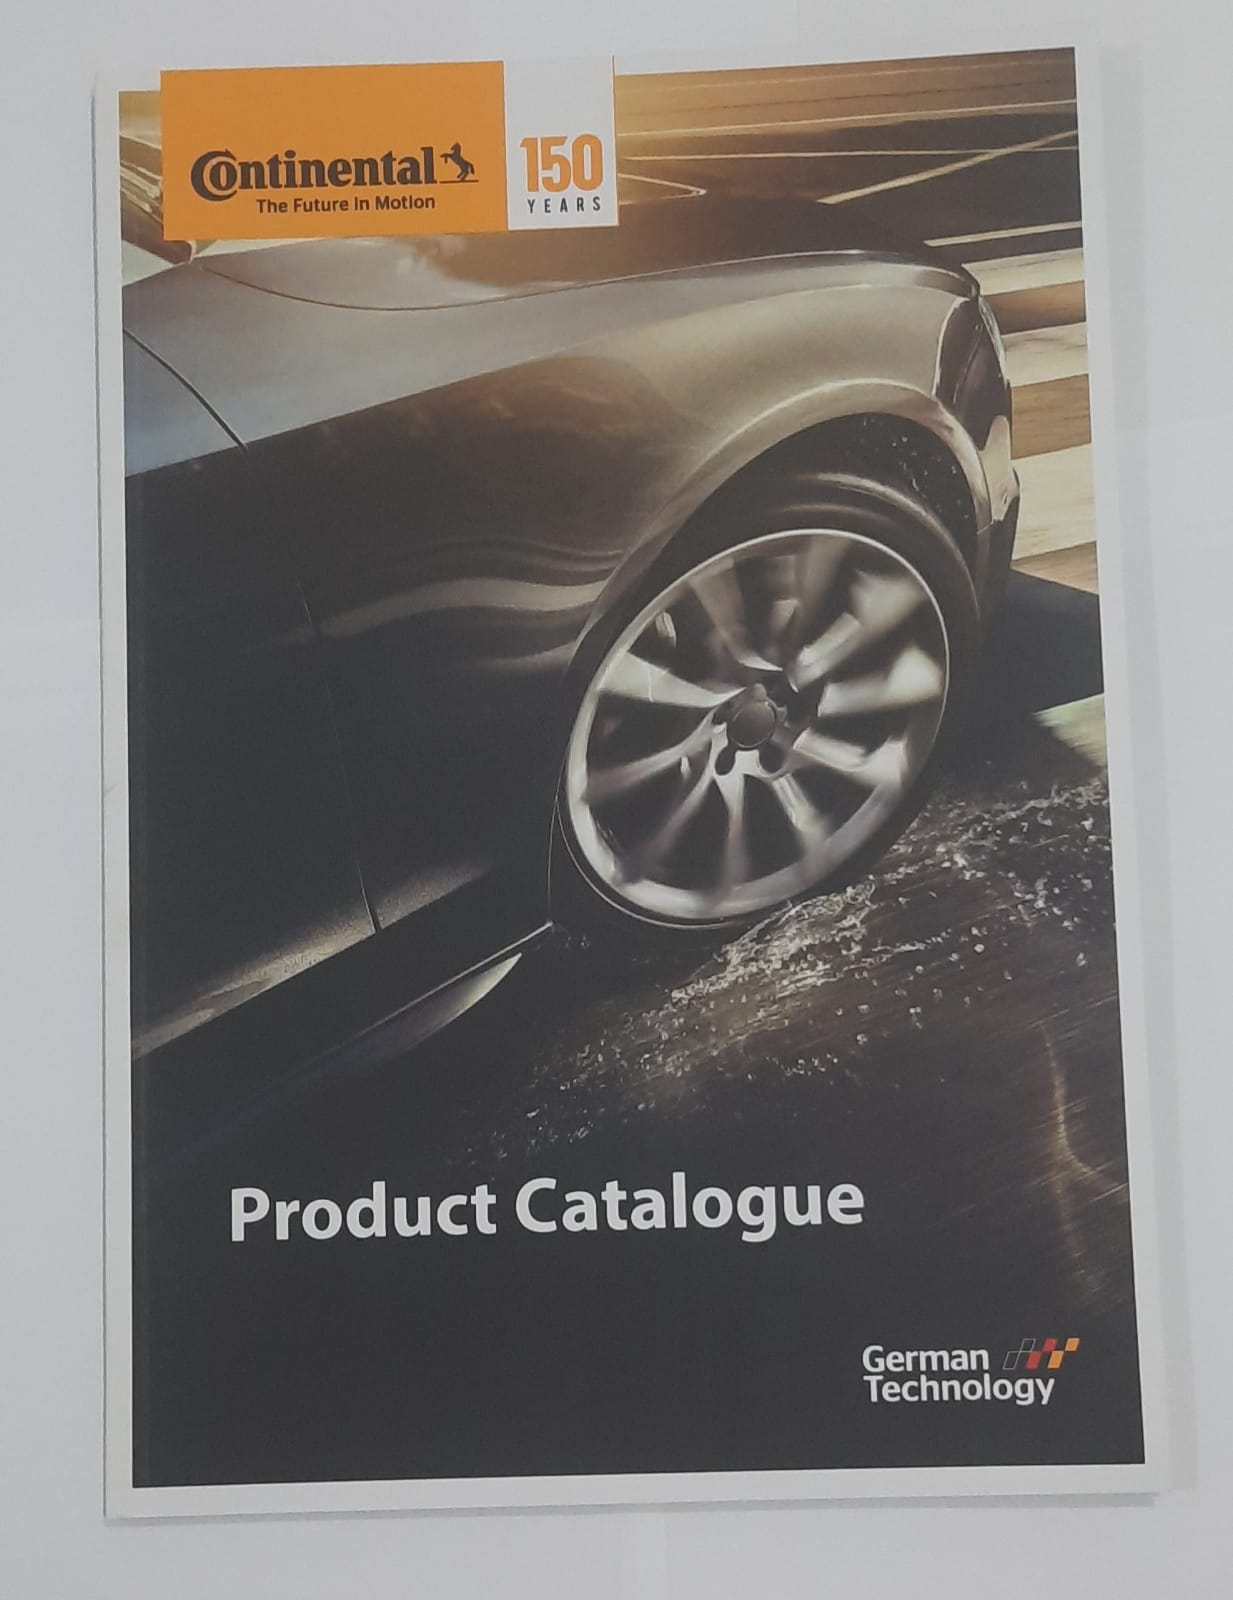 Continental
The Future in Motion
150
YEARS
Product Catalogue
German
Technology